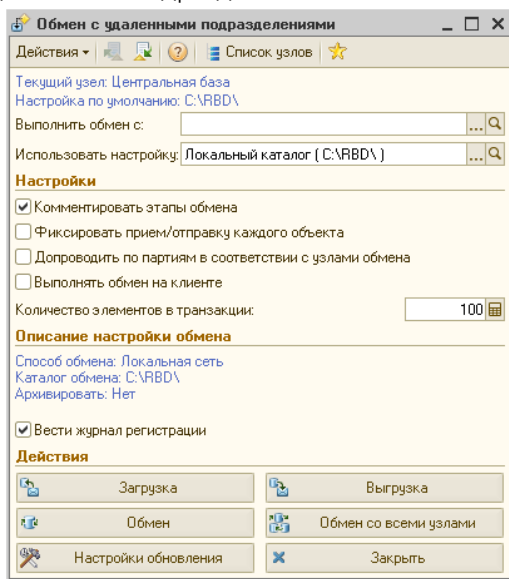 Обмен с удаленными подразделениями
Действия Список узлов
Текущий узел: Центральная база
Настройка по умолчанию: C:\RBD\
Выполнить обмен с: ...
Использовать настройку: Локальный каталог ( C:\RBD\ ) ...
Настройки
Комментировать этапы обмена
Фиксировать прием/отправку каждого объекта
Допроводить по партиям в соответствии с узлами обмена
Выполнять обмен на клиенте
Количество элементов в транзакции: 100
Описание настройки обмена
Способ обмена: Локальная сеть
Каталог обмена: C:\RBD\
Архивировать: Нет
Вести журнал регистрации
Действия
Загрузка Выгрузка
Обмен Обмен со всеми узлами
Настройки обновления Закрыть